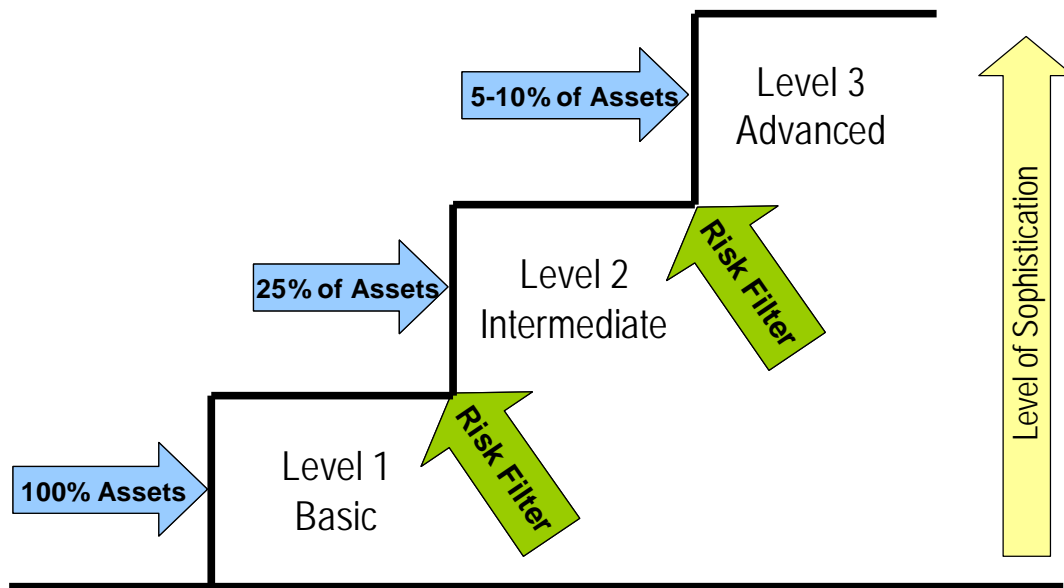 5-10% of Assets
Level 3
Advanced
Risk Filter
25% of Assets
Level 2
Intermediate
Risk Filter
100% Assets
Level 1
Basic
Level of Sophistication